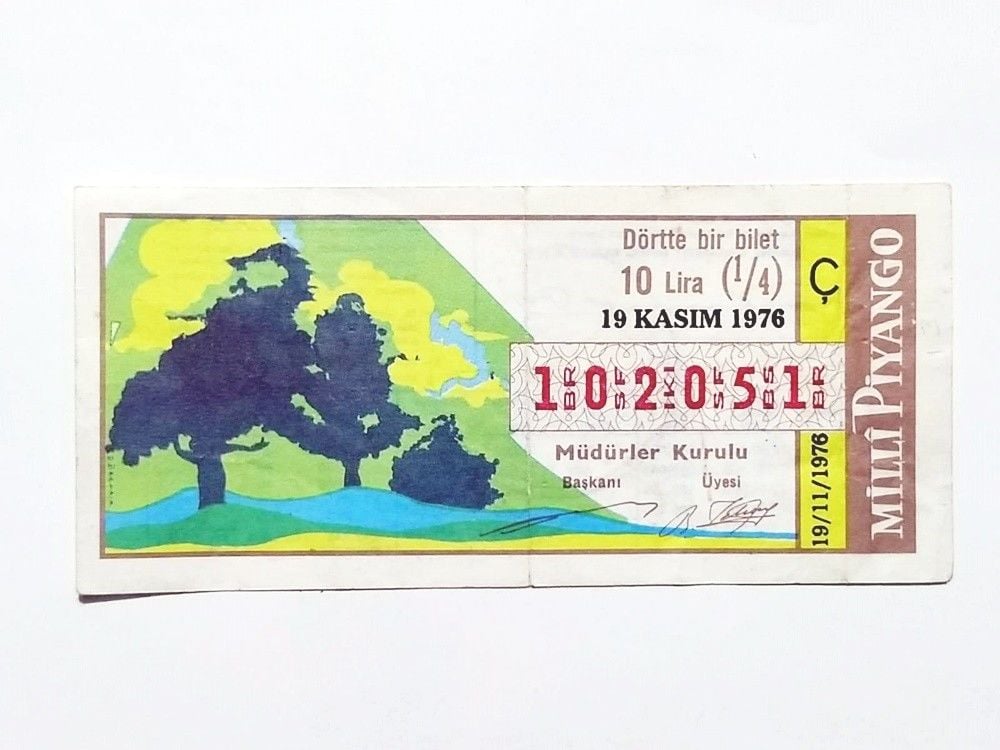 Dörtte bir bilet
10 Lira (1/4)
19 KASIM 1976
1 BR 0 SF 2 İKİ 0 SF 5 BŞ 1 BR
Müdürler Kurulu
Başkanı Üyesi
Ç
19/11/1976
MİLLÎ PİYANGO